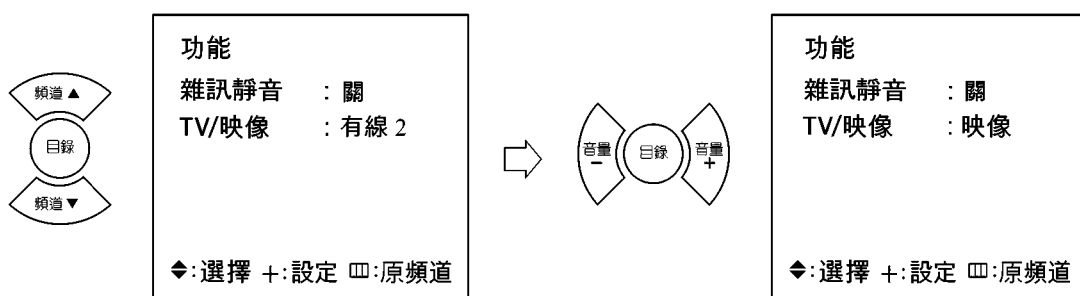 頻道 ▲
目錄
頻道 ▼
功能
雜訊靜音 : 關
TV/映像 : 有線 2
◆:選擇 +:設定 Ⅲ:原頻道
音量 −
目錄
音量 +
功能
雜訊靜音 : 關
TV/映像 : 映像
◆:選擇 +:設定 Ⅲ:原頻道